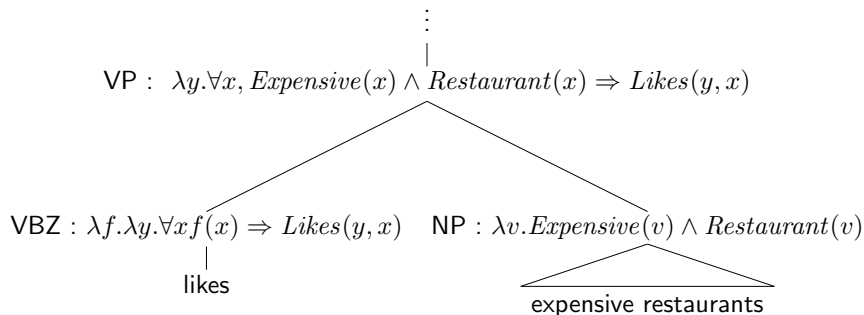 ⋮
VP : λy.∀x, Expensive(x) ∧ Restaurant(x) ⇒ Likes(y, x)
VBZ : λf.λy.∀xf(x) ⇒ Likes(y, x) NP : λv.Expensive(v) ∧ Restaurant(v)
likes
expensive restaurants